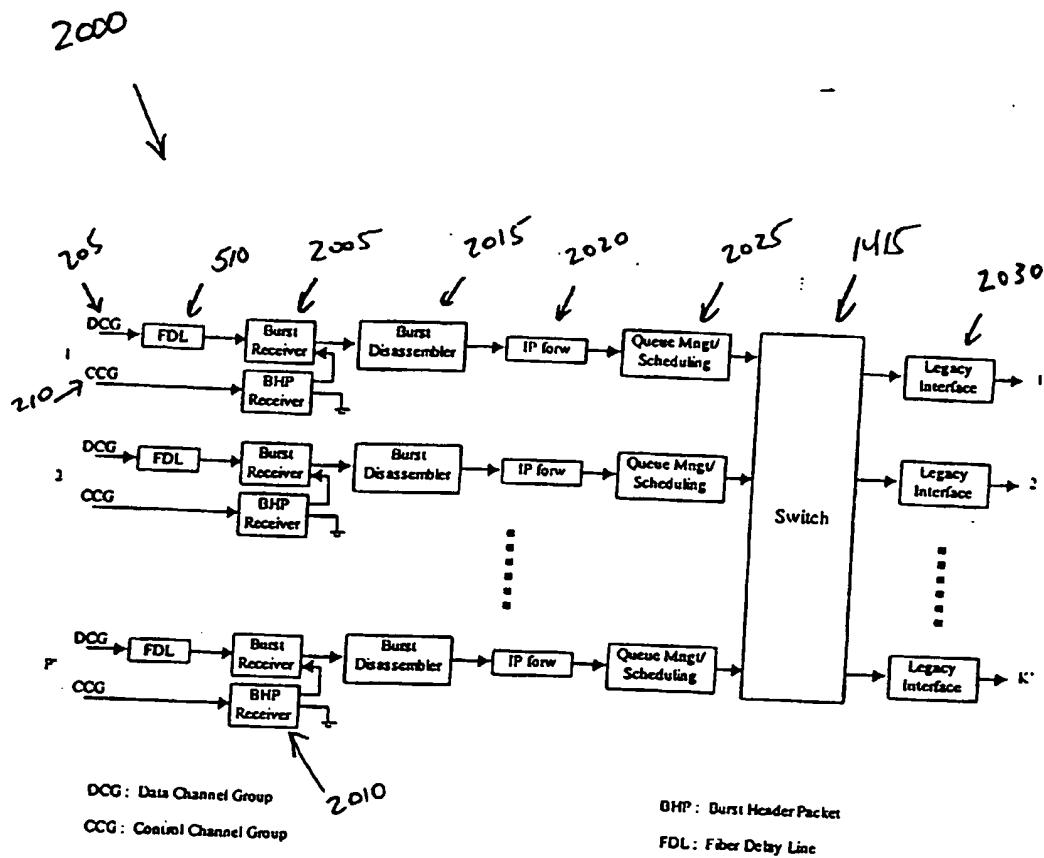 2000
205
510
2005
2015
2020
2025
1415
2030
DCG
FDL
Burst
Receiver
Burst
Disassembler
IP forw
Queue Mngt/
Scheduling
Legacy
Interface
1
1
210
CCG
BHP
Receiver
DCG
FDL
Burst
Receiver
Burst
Disassembler
IP forw
Queue Mngt/
Scheduling
Legacy
Interface
2
2
CCG
BHP
Receiver
Switch
DCG
FDL
Burst
Receiver
Burst
Disassembler
IP forw
Queue Mngt/
Scheduling
Legacy
Interface
K'
P'
CCG
BHP
Receiver
2010
DCG : Data Channel Group
BHP : Burst Header Packet
CCG : Control Channel Group
FDL : Fiber Delay Line